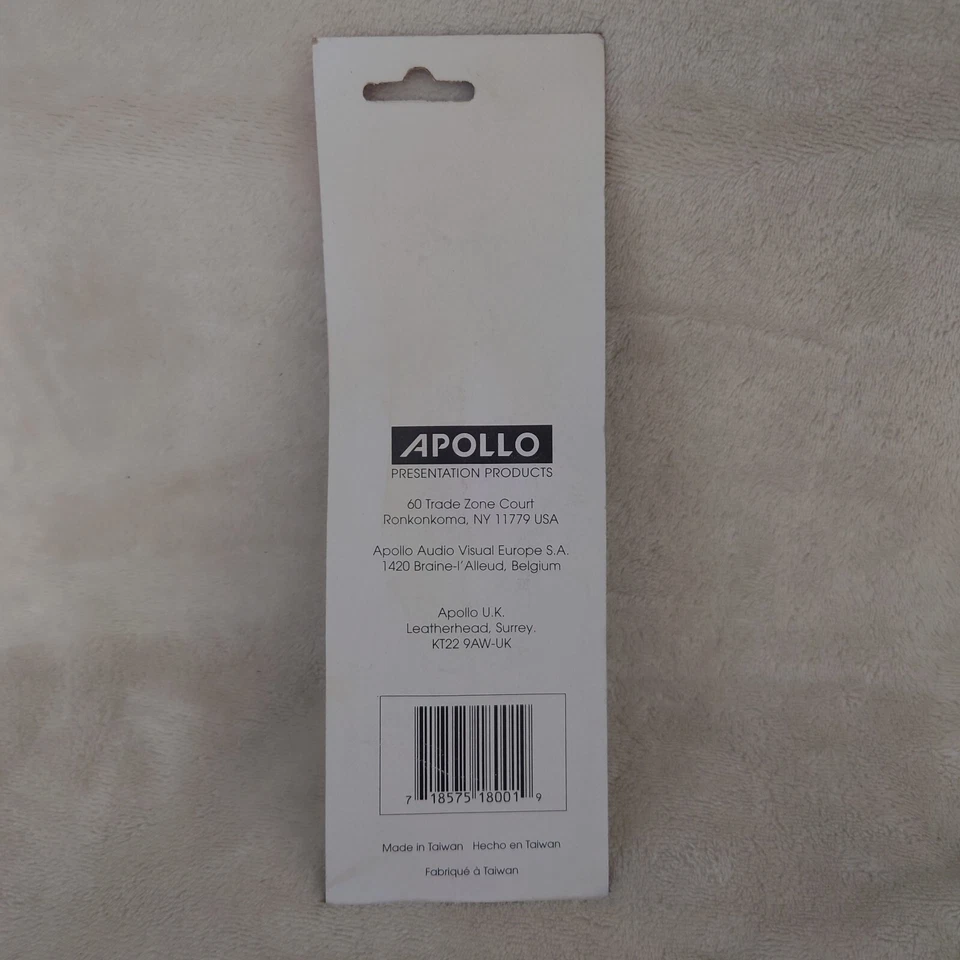 APOLLO
PRESENTATION PRODUCTS
60 Trade Zone Court
Ronkonkoma, NY 11779 USA
Apollo Audio Visual Europe S.A.
1420 Braine-l'Alleud, Belgium
Apollo U.K.
Leatherhead, Surrey.
KT22 9AW-UK
7 18575 18001 9
Made in Taiwan Hecho en Taiwan
Fabriqué à Taiwan